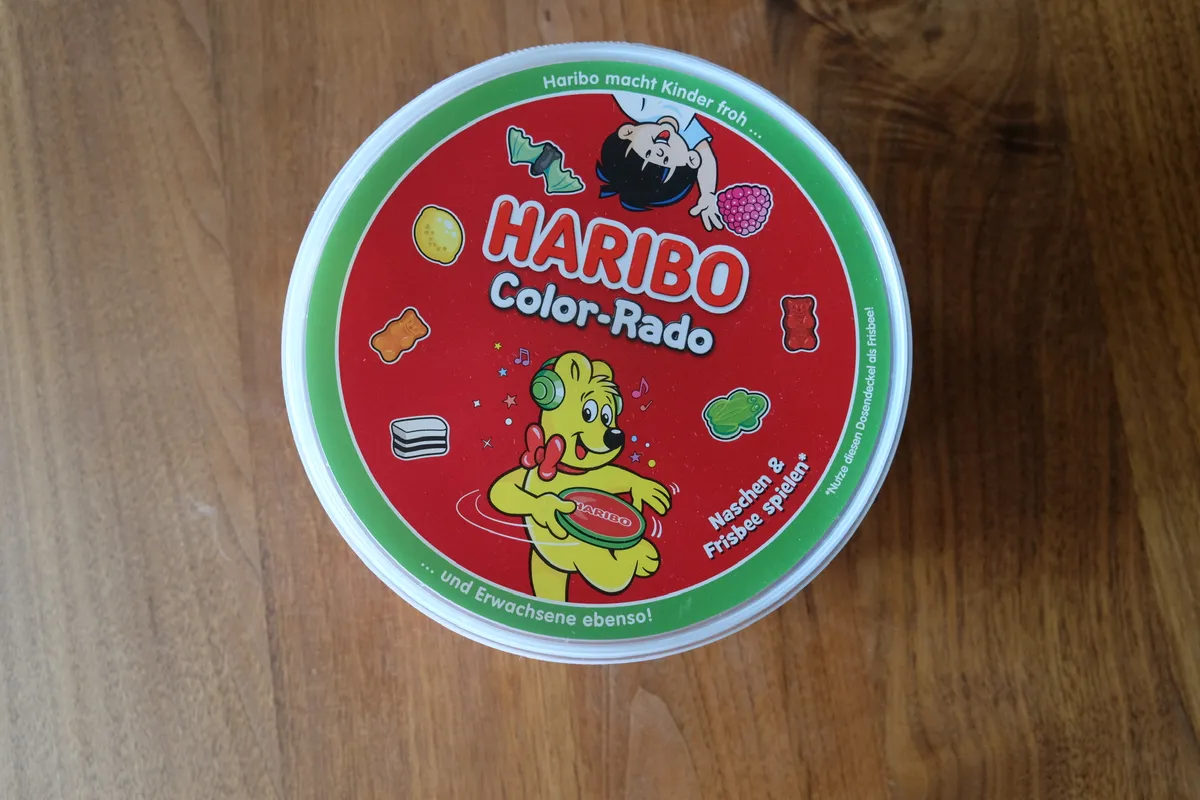 Haribo macht Kinder froh ...
HARIBO
Color-Rado
HARIBO
Naschen &
Frisbee spielen*
*Nutze diesen Dosendeckel als Frisbee!
... und Erwachsene ebenso!